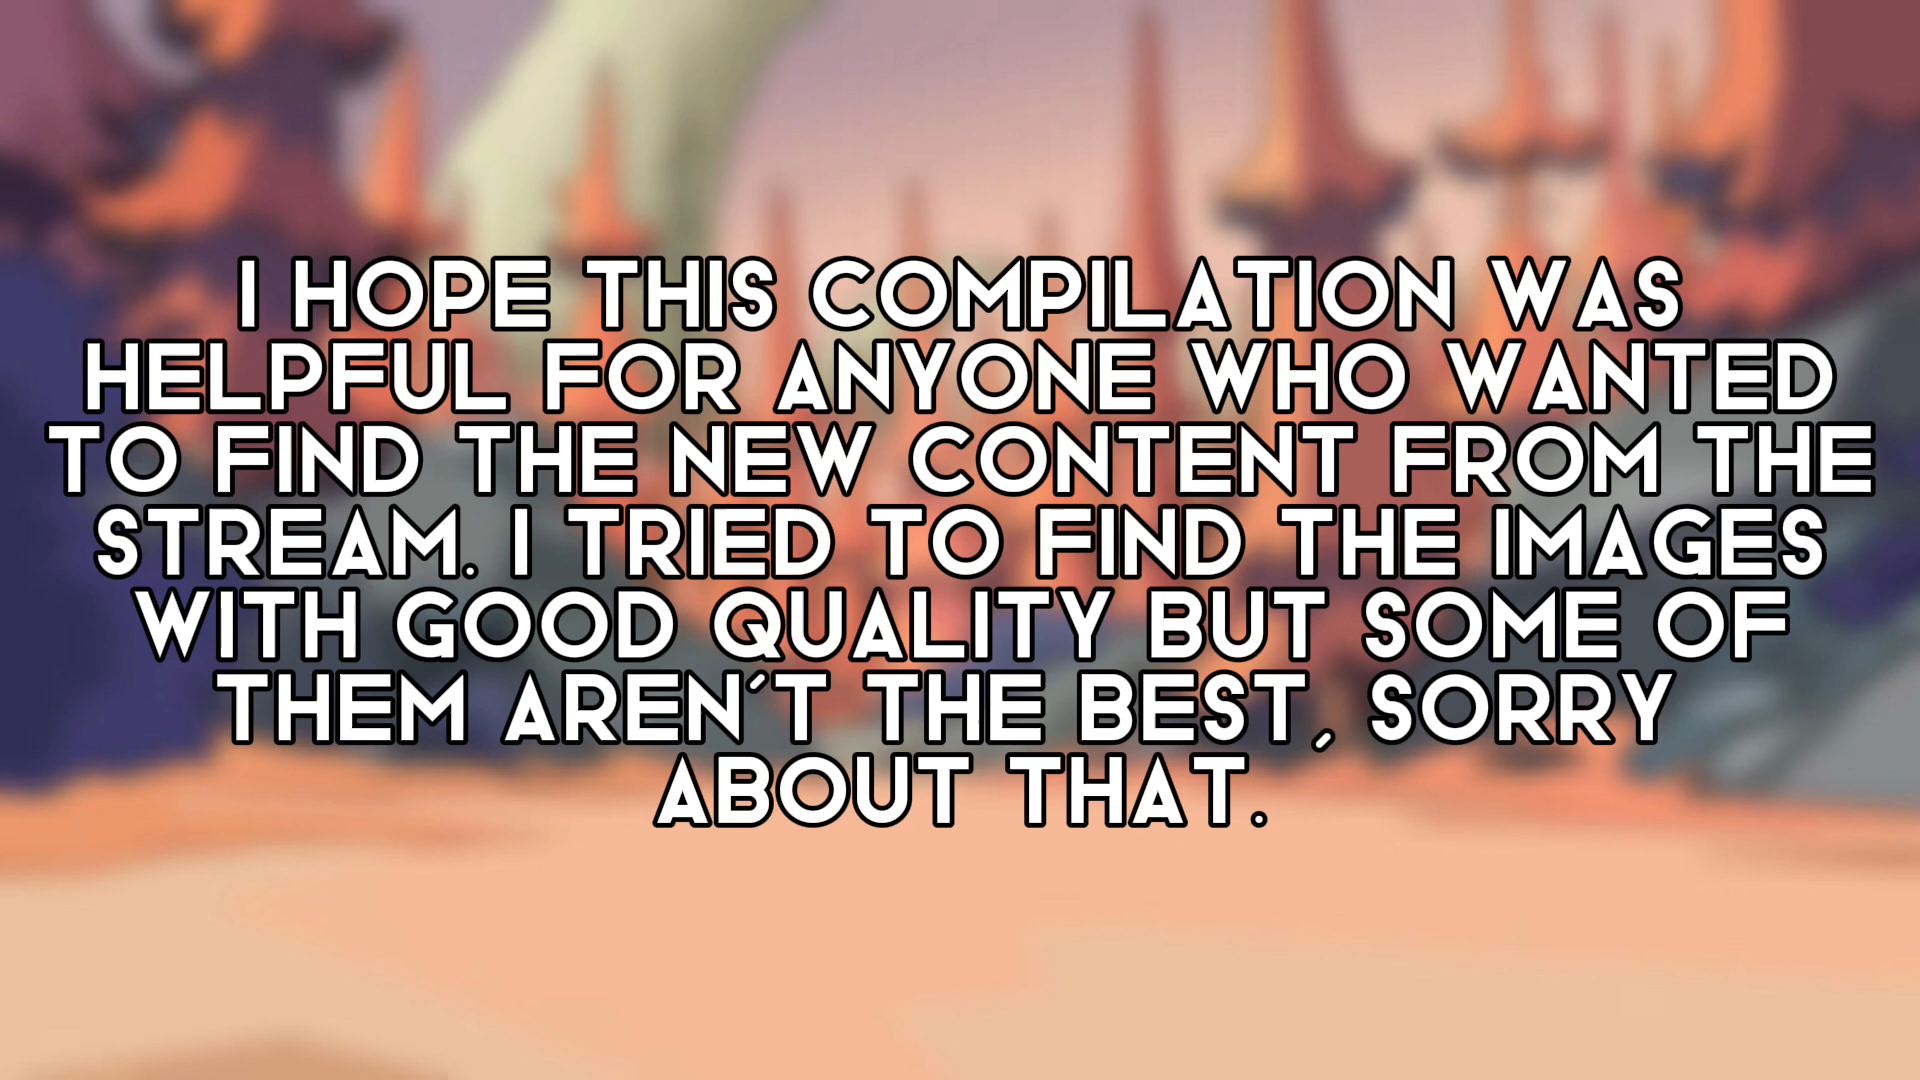 I HOPE THIS COMPILATION WAS
HELPFUL FOR ANYONE WHO WANTED
TO FIND THE NEW CONTENT FROM THE
STREAM. I TRIED TO FIND THE IMAGES
WITH GOOD QUALITY BUT SOME OF
THEM AREN'T THE BEST, SORRY
ABOUT THAT.